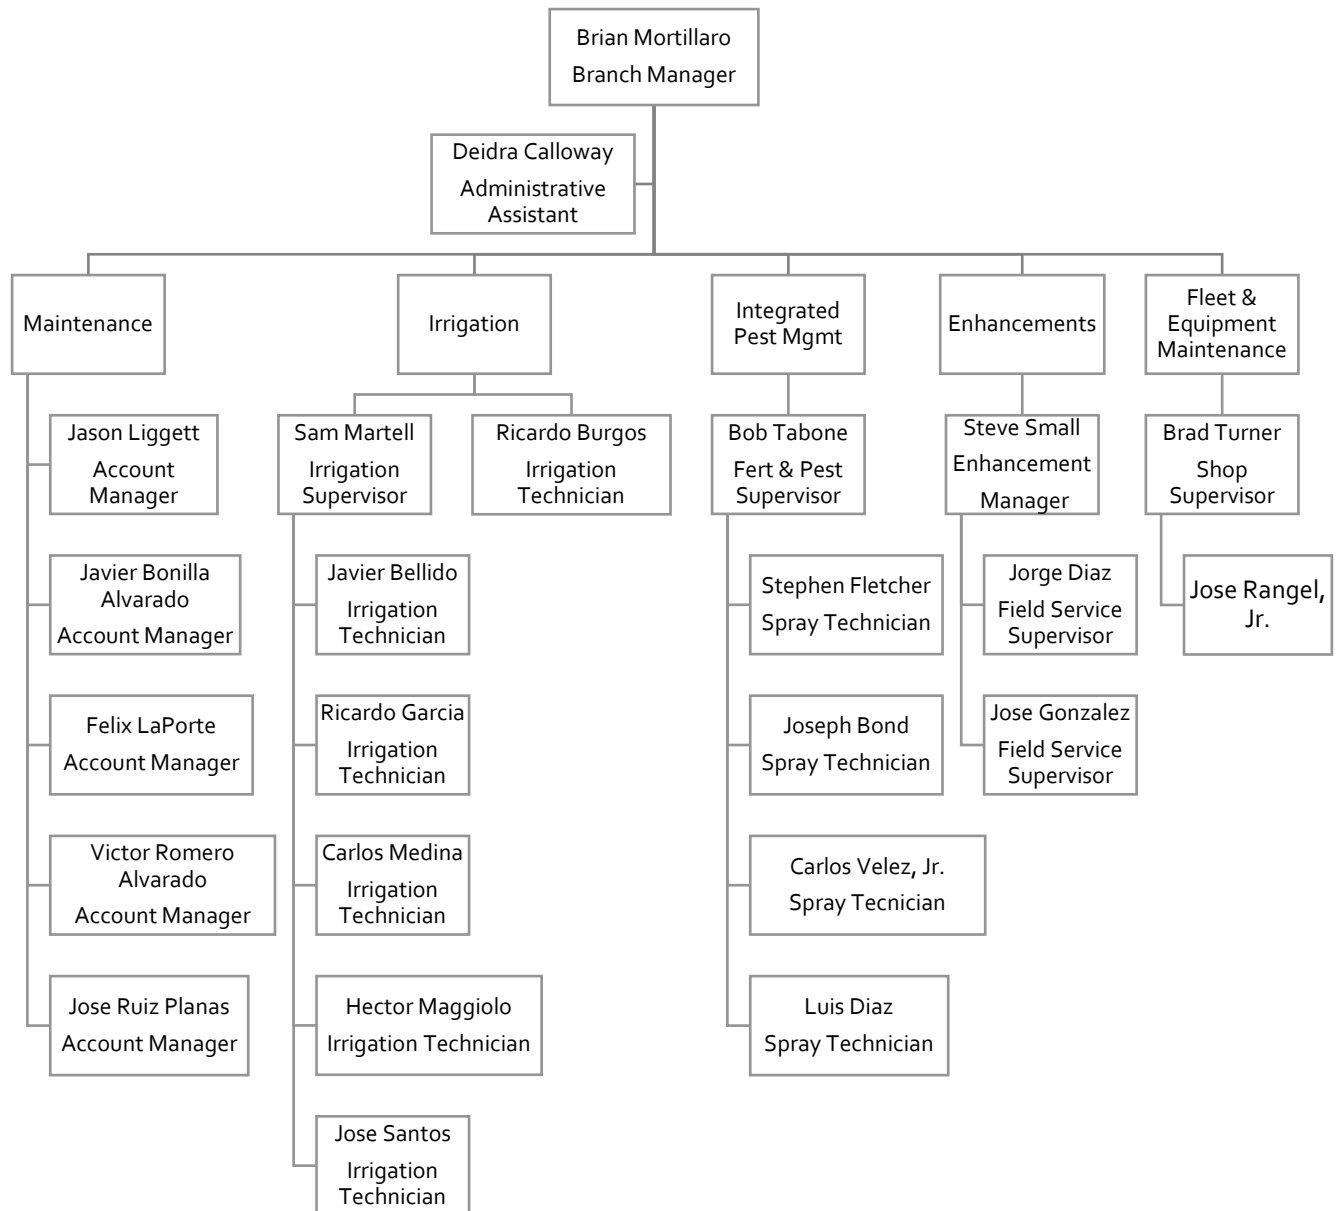 Brian Mortillaro
Branch Manager
Deidra Calloway
Administrative
Assistant
Maintenance
Jason Liggett
Account
Manager
Javier Bonilla
Alvarado
Account Manager
Felix LaPorte
Account Manager
Victor Romero
Alvarado
Account Manager
Jose Ruiz Planas
Account Manager
Irrigation
Sam Martell
Irrigation
Supervisor
Javier Bellido
Irrigation
Technician
Ricardo Garcia
Irrigation
Technician
Carlos Medina
Irrigation
Technician
Hector Maggiolo
Irrigation Technician
Jose Santos
Irrigation
Technician
Ricardo Burgos
Irrigation
Technician
Integrated
Pest Mgmt
Bob Tabone
Fert & Pest
Supervisor
Stephen Fletcher
Spray Technician
Joseph Bond
Spray Technician
Carlos Velez, Jr.
Spray Tecnician
Luis Diaz
Spray Technician
Enhancements
Steve Small
Enhancement
Manager
Jorge Diaz
Field Service
Supervisor
Jose Gonzalez
Field Service
Supervisor
Fleet &
Equipment
Maintenance
Brad Turner
Shop
Supervisor
Jose Rangel,
Jr.